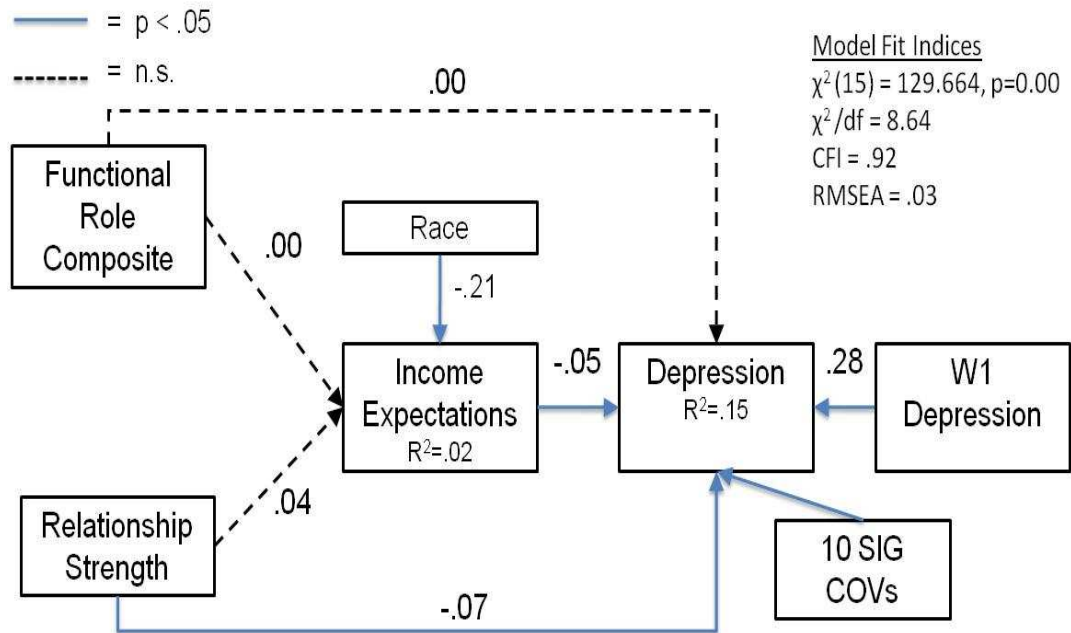 = p < .05
= n.s.
.00
Model Fit Indices
χ²(15) = 129.664, p=0.00
χ²/df = 8.64
CFI = .92
RMSEA = .03
Functional
Role
Composite
.00
Race
-.21
Income
Expectations
R²=.02
-.05
Depression
R²=.15
.28
W1
Depression
.04
Relationship
Strength
10 SIG
COVs
-.07